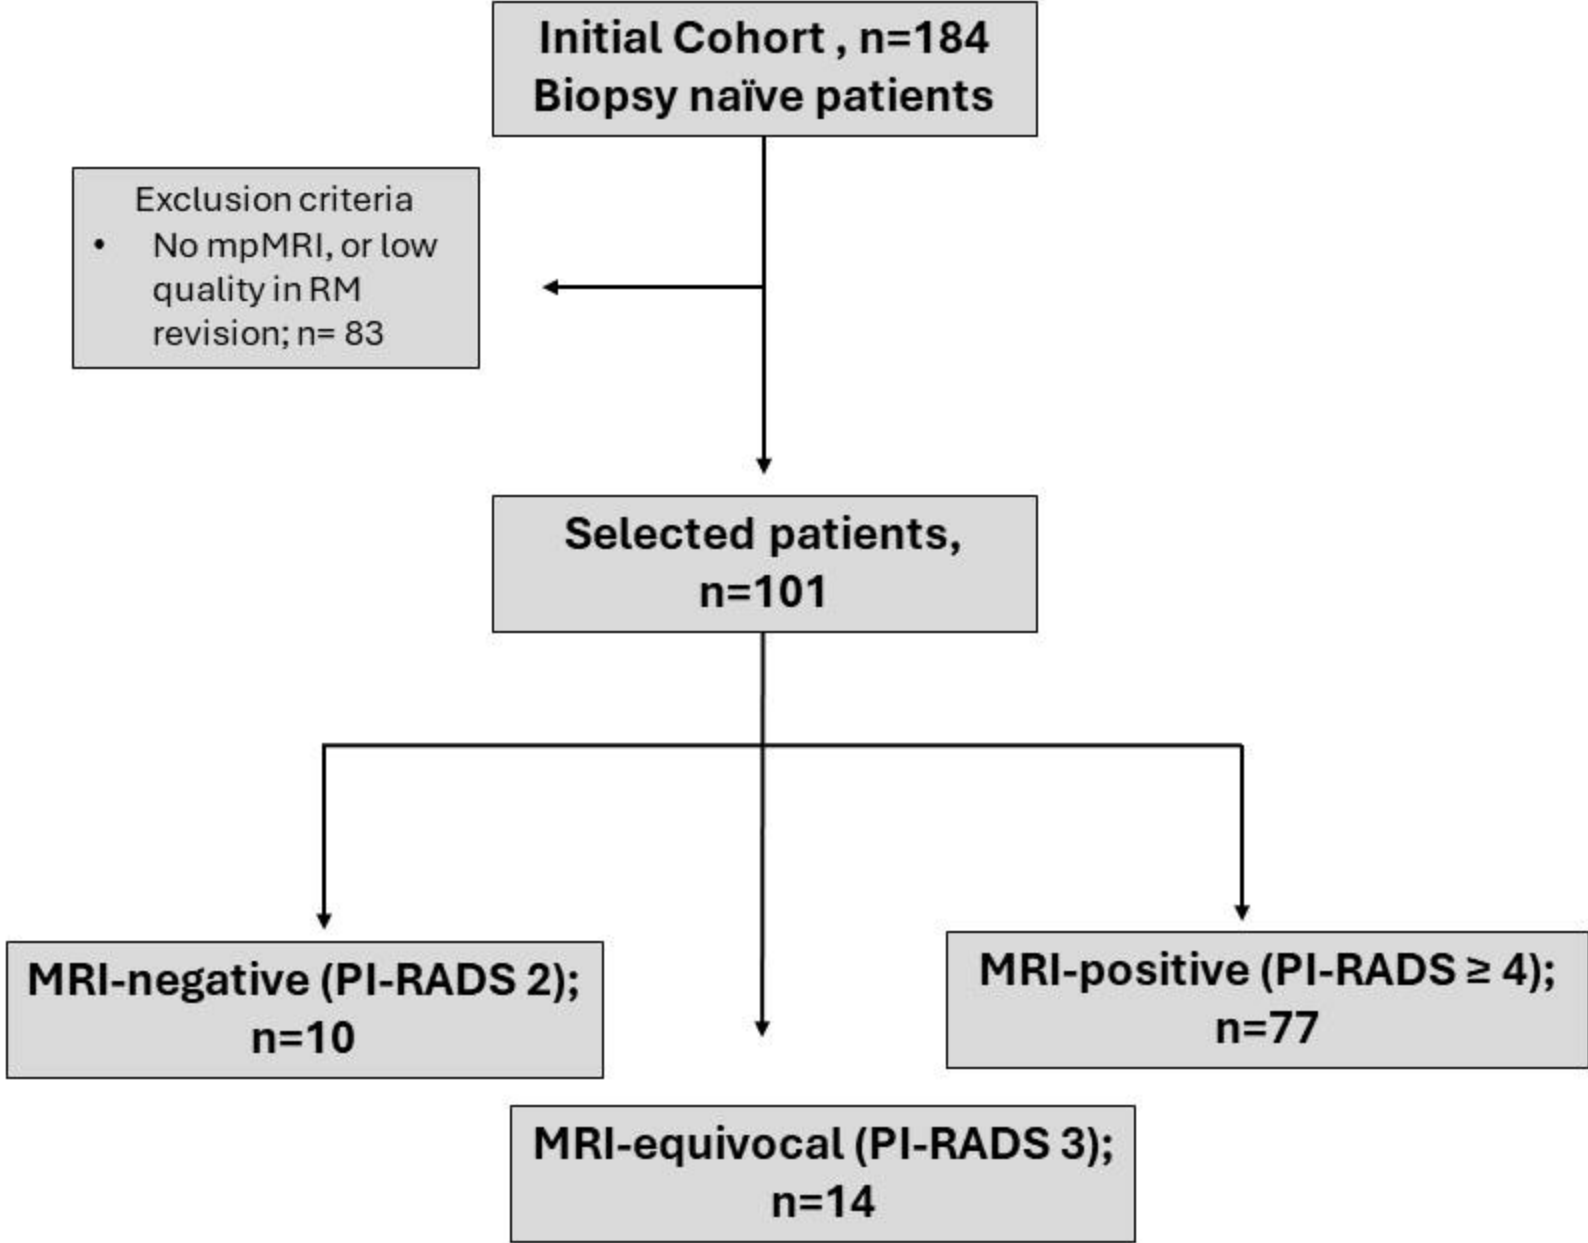 Initial Cohort , n=184
Biopsy naïve patients
Exclusion criteria
• No mpMRI, or low
quality in RM
revision; n= 83
Selected patients,
n=101
MRI-negative (PI-RADS 2);
n=10
MRI-positive (PI-RADS ≥ 4);
n=77
MRI-equivocal (PI-RADS 3);
n=14